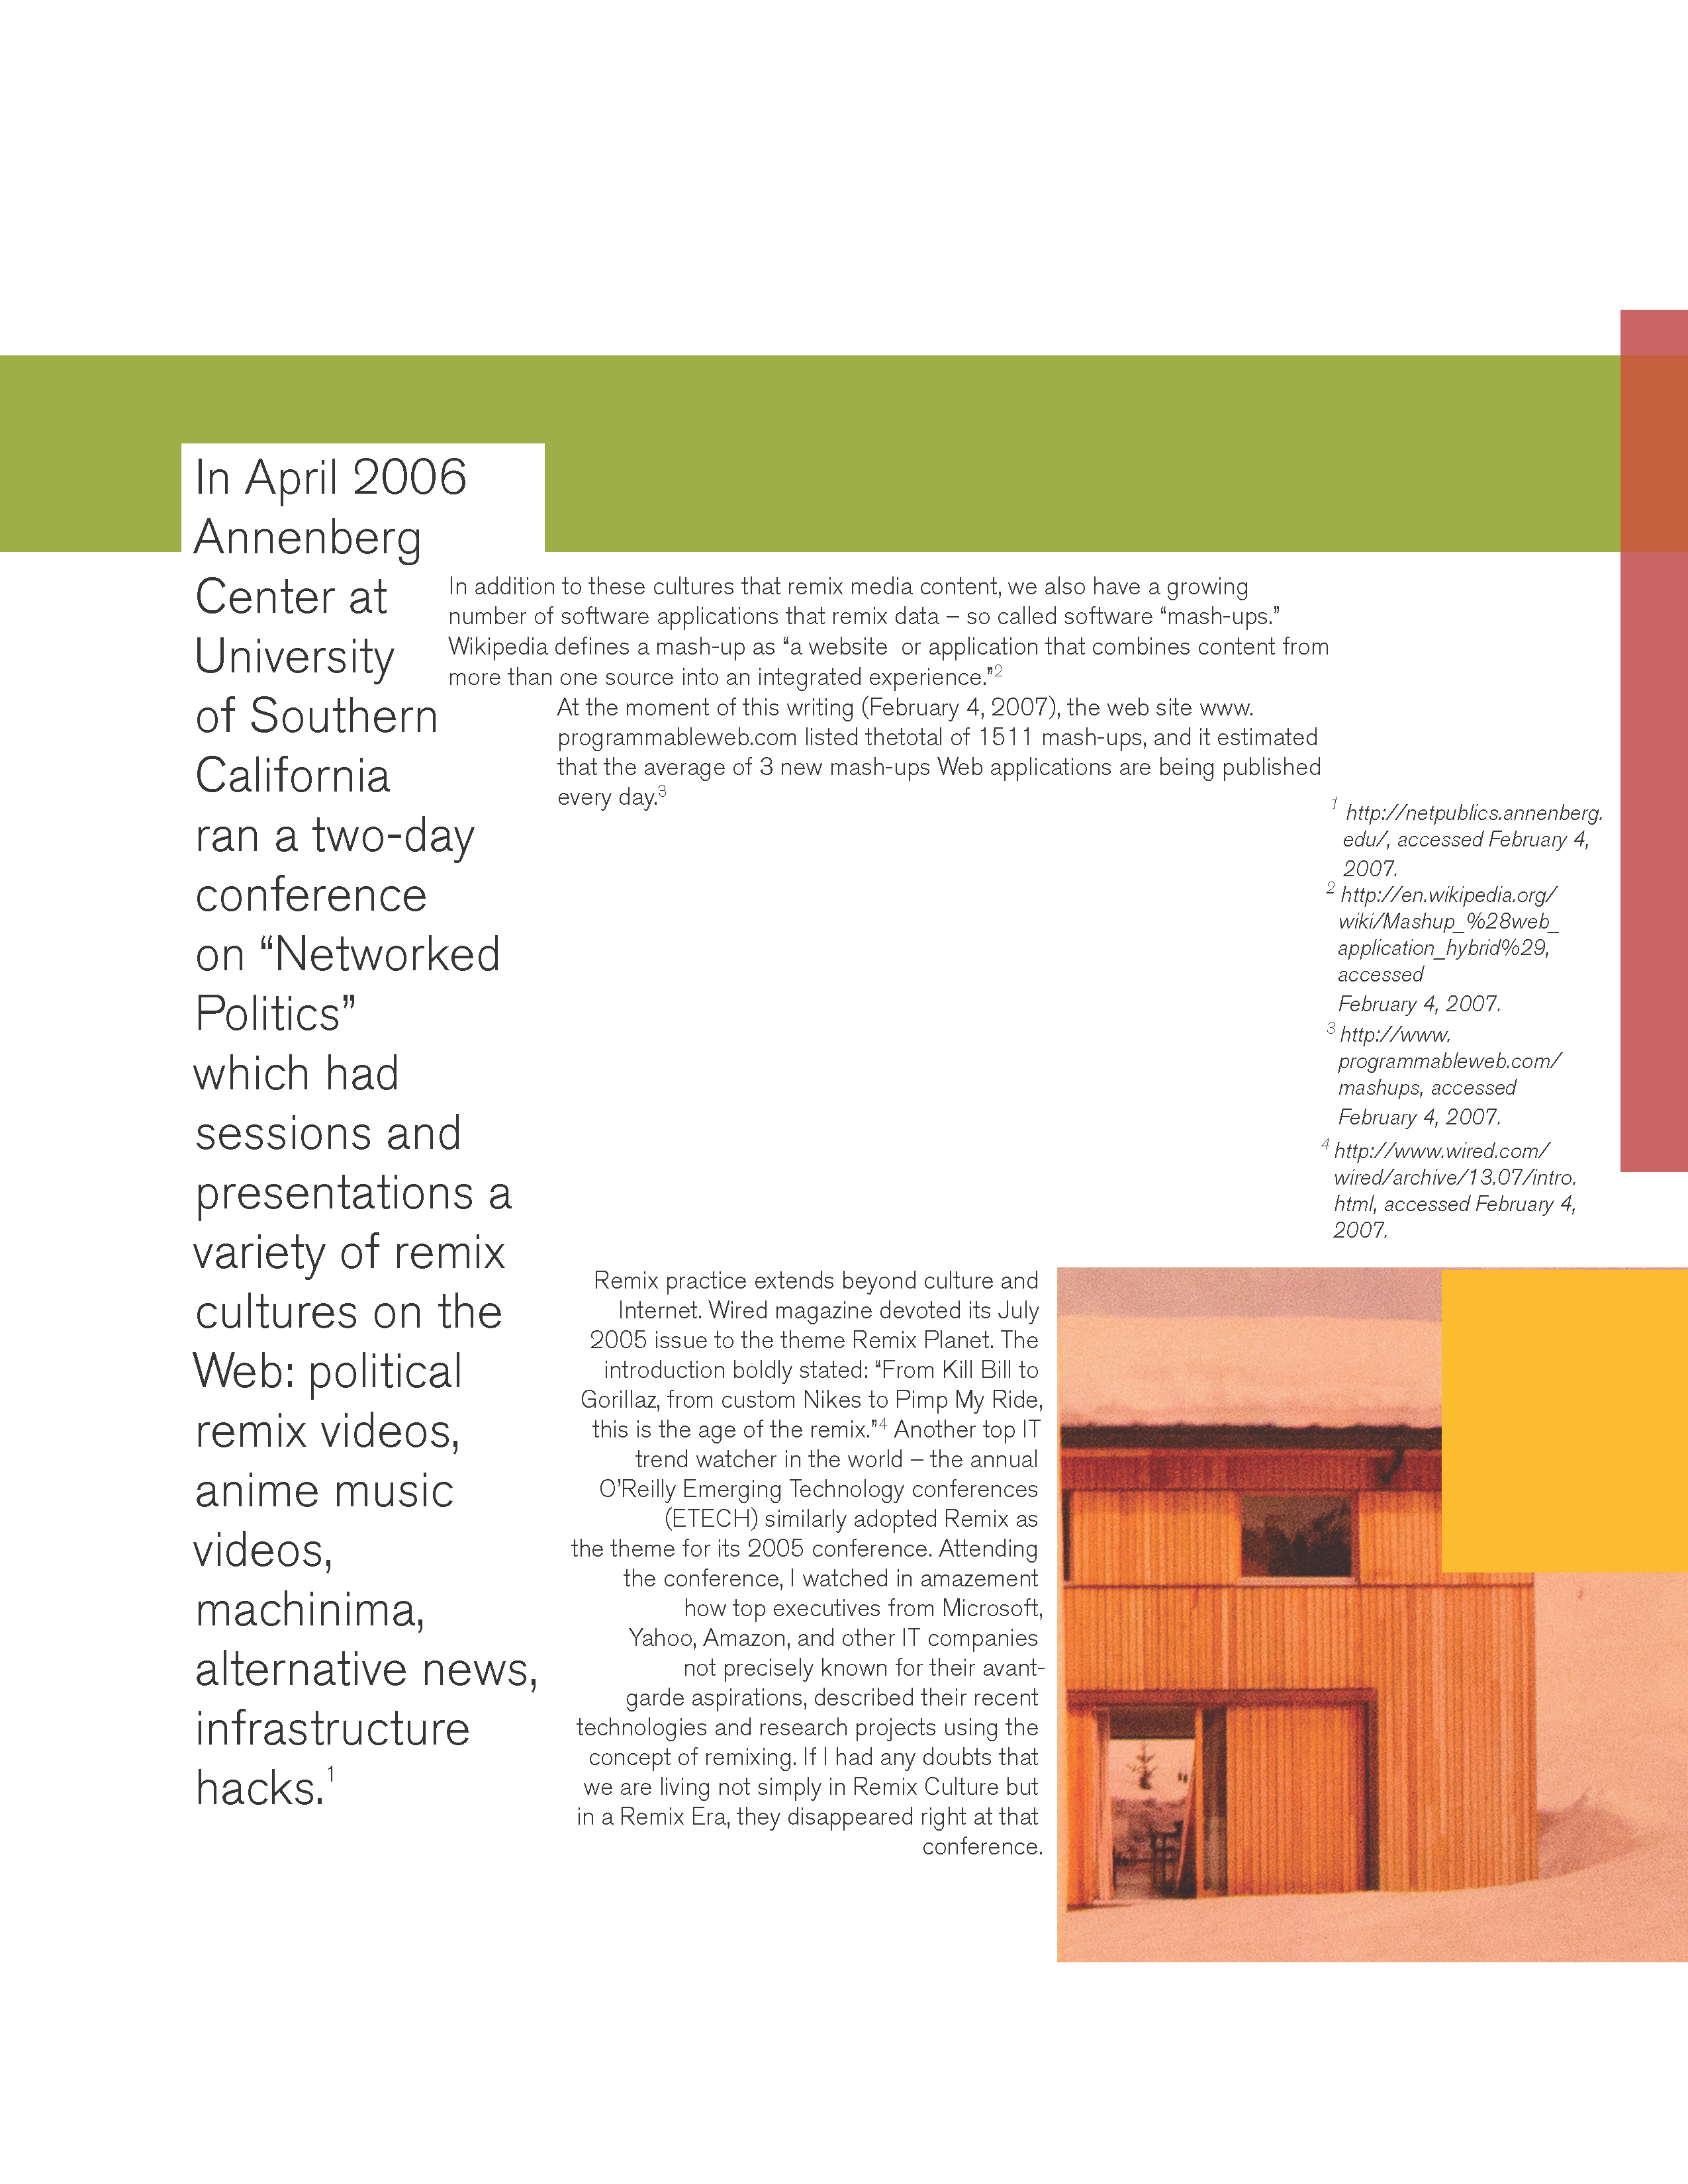 In April 2006
Annenberg
Center at
University
of Southern
California
ran a two-day
conference
on “Networked
Politics”
which had
sessions and
presentations a
variety of remix
cultures on the
Web: political
remix videos,
anime music
videos,
machinima,
alternative news,
infrastructure
hacks.1
In addition to these cultures that remix media content, we also have a growing
number of software applications that remix data – so called software “mash-ups.”
Wikipedia defines a mash-up as “a website or application that combines content from
more than one source into an integrated experience.”2
At the moment of this writing (February 4, 2007), the web site www.
programmableweb.com listed thetotal of 1511 mash-ups, and it estimated
that the average of 3 new mash-ups Web applications are being published
every day.3
1 http://netpublics.annenberg.
edu/, accessed February 4,
2007.
2 http://en.wikipedia.org/
wiki/Mashup_%28web_
application_hybrid%29,
accessed
February 4, 2007.
3 http://www.
programmableweb.com/
mashups, accessed
February 4, 2007.
4 http://www.wired.com/
wired/archive/13.07/intro.
html, accessed February 4,
2007.
Remix practice extends beyond culture and
Internet. Wired magazine devoted its July
2005 issue to the theme Remix Planet. The
introduction boldly stated: “From Kill Bill to
Gorillaz, from custom Nikes to Pimp My Ride,
this is the age of the remix.”4 Another top IT
trend watcher in the world – the annual
O’Reilly Emerging Technology conferences
(ETECH) similarly adopted Remix as
the theme for its 2005 conference. Attending
the conference, I watched in amazement
how top executives from Microsoft,
Yahoo, Amazon, and other IT companies
not precisely known for their avant-
garde aspirations, described their recent
technologies and research projects using the
concept of remixing. If I had any doubts that
we are living not simply in Remix Culture but
in a Remix Era, they disappeared right at that
conference.